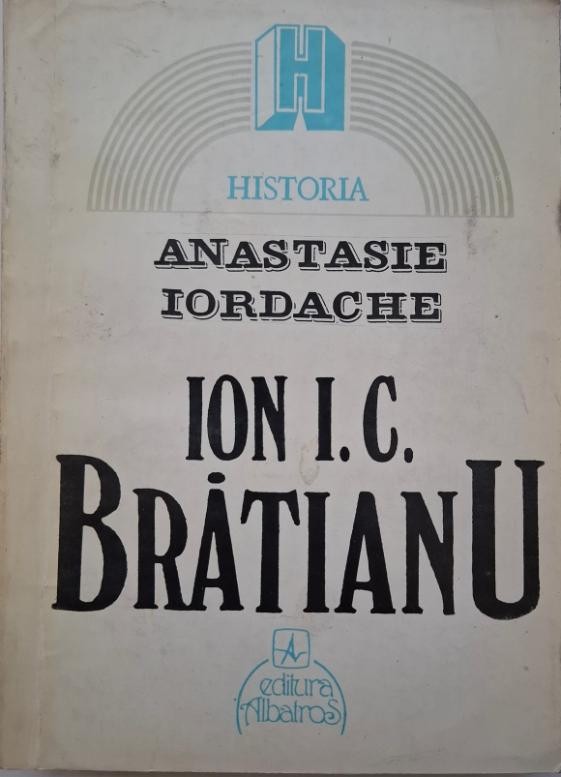 H
HISTORIA
ANASTASIE
IORDACHE
ION I.C.
BRĂTIANU
editura
Albatros